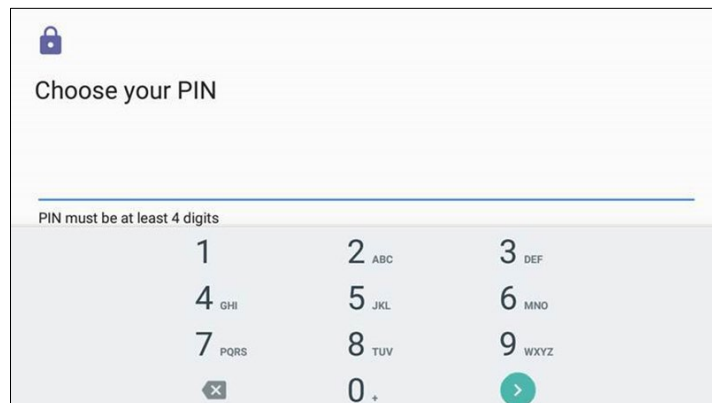 Choose your PIN
PIN must be at least 4 digits
1 2 ABC 3 DEF
4 GHI 5 JKL 6 MNO
7 PQRS 8 TUV 9 WXYZ
0 +